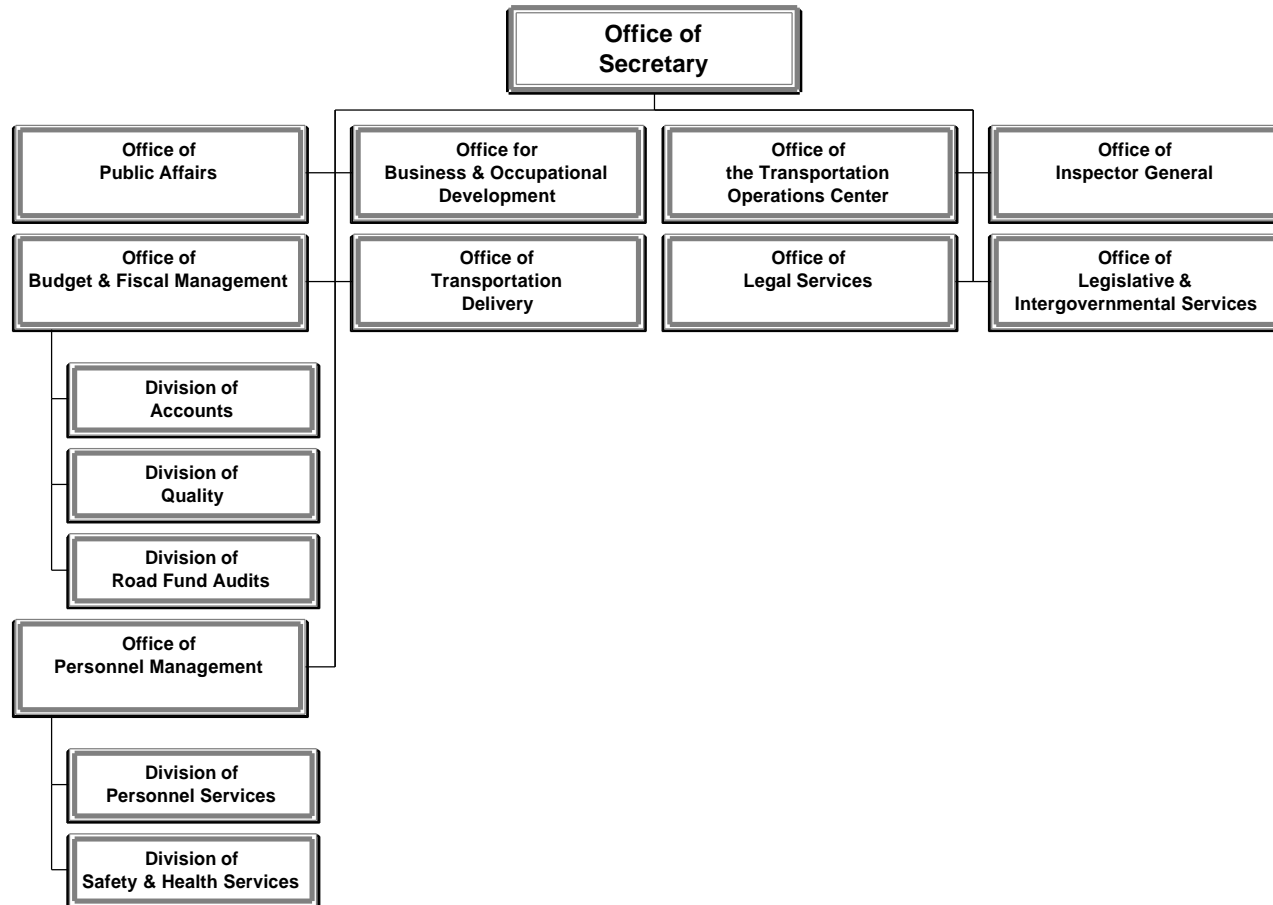 Office of
Secretary
Office of
Public Affairs
Office for
Business & Occupational
Development
Office of
the Transportation
Operations Center
Office of
Inspector General
Office of
Budget & Fiscal Management
Office of
Transportation
Delivery
Office of
Legal Services
Office of
Legislative &
Intergovernmental Services
Division of
Accounts
Division of
Quality
Division of
Road Fund Audits
Office of
Personnel Management
Division of
Personnel Services
Division of
Safety & Health Services